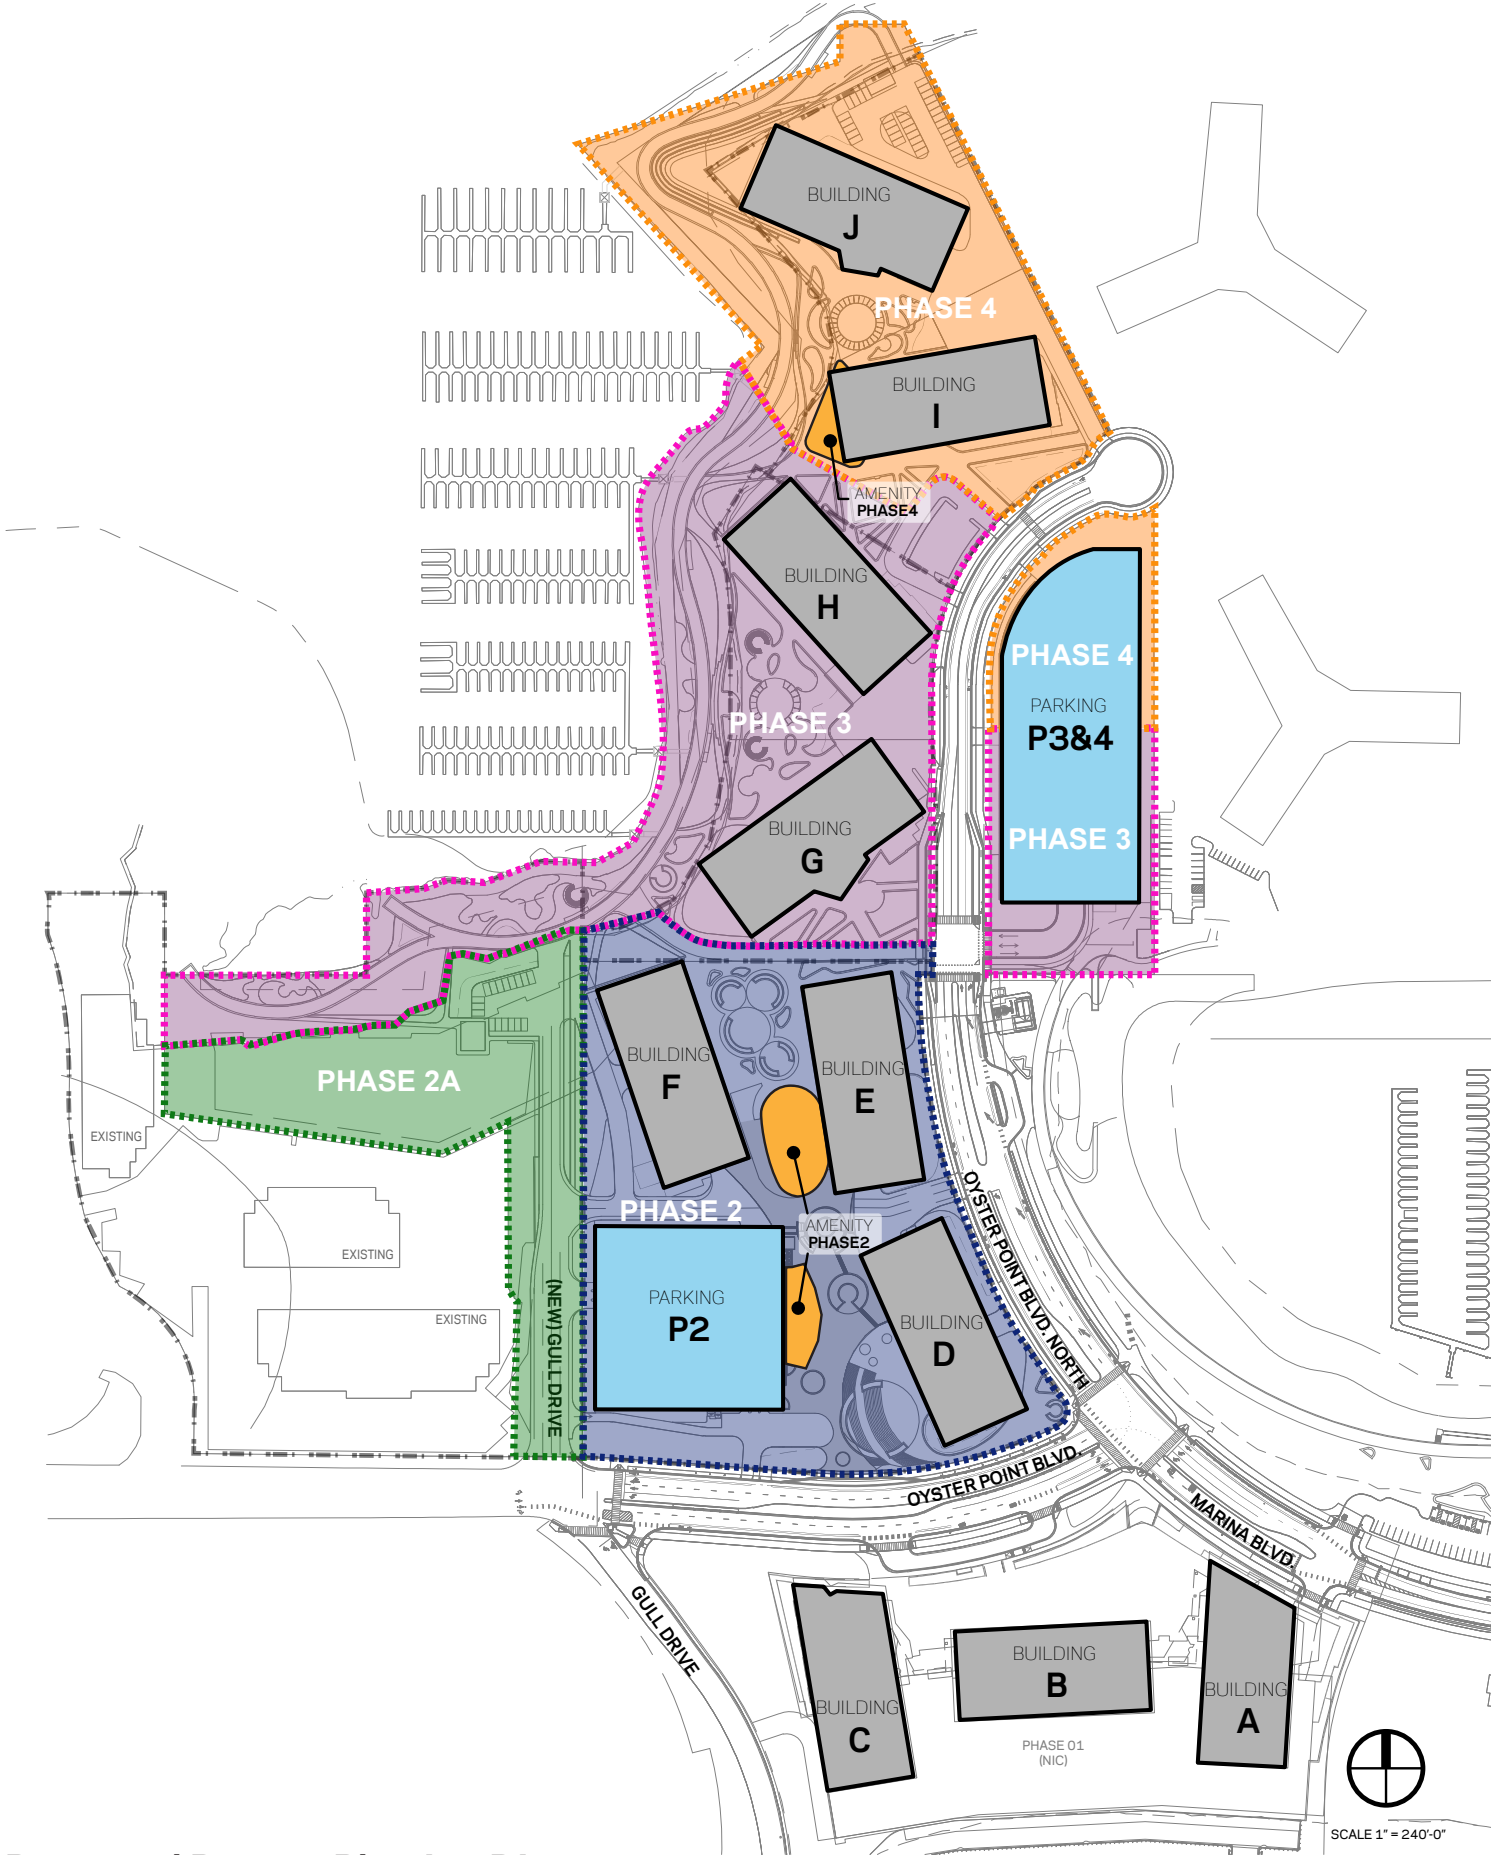 BUILDING
J
PHASE 4
BUILDING
I
AMENITY
PHASE4
BUILDING
H
PHASE 4
PARKING
P3&4
PHASE 3
PHASE 3
BUILDING
G
PHASE 2A
EXISTING
EXISTING
EXISTING
(NEW) GULL DRIVE
BUILDING
F
BUILDING
E
PHASE 2
AMENITY
PHASE2
PARKING
P2
BUILDING
D
OYSTER POINT BLVD. NORTH
OYSTER POINT BLVD.
MARINA BLVD.
GULL DRIVE
BUILDING
C
BUILDING
B
BUILDING
A
PHASE 01
(NIC)
SCALE 1" = 240'-0"